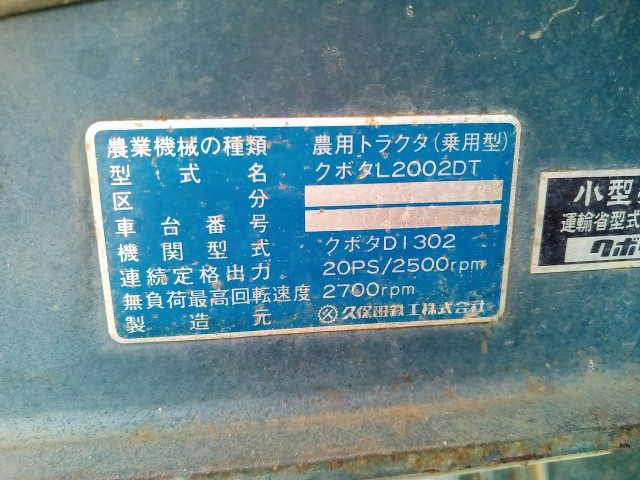 農業機械の種類 農用トラクタ(乗用型)
型式名 クボタL2002DT
区分
車台番号
機関型式 クボタD1302
連続定格出力 20PS/2500rpm
無負荷最高回転速度 2700rpm
製造元 久保田鉄工株式会社
小型
運輸省型式
クボ